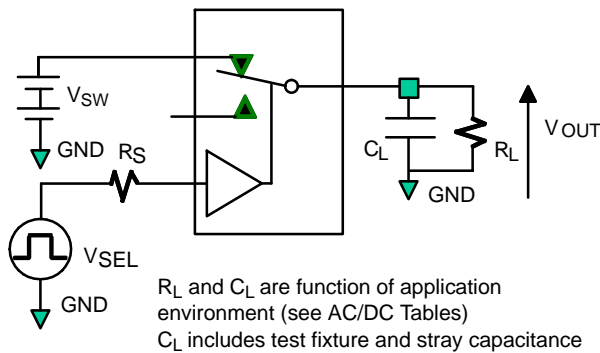 VSW
GND
RS
VSEL
GND
CL
RL
GND
VOUT
RL and CL are function of application
environment (see AC/DC Tables)
CL includes test fixture and stray capacitance